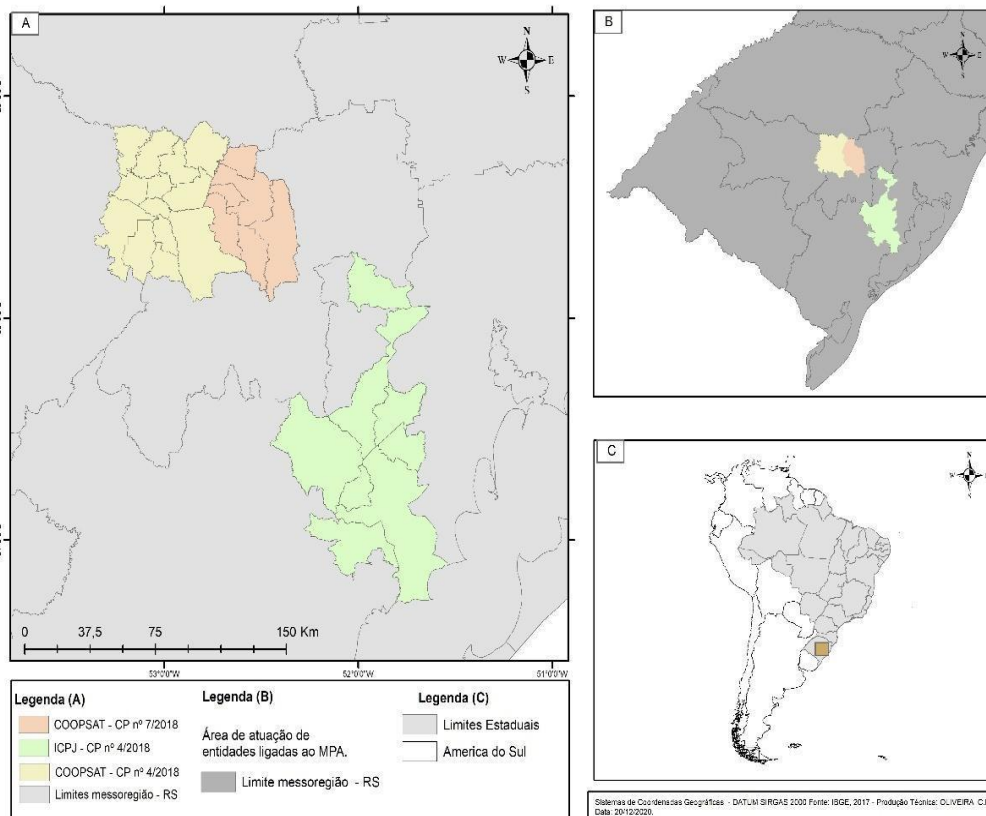 A
N
W
E
S
0
37,5
75
150 Km
53°0'0"W
52°0'0"W
51°0'0"W
B
N
W
S
C
N
W
S
Legenda (A)
COOPSAT - CP nº 7/2018
ICPJ - CP nº 4/2018
COOPSAT - CP nº 4/2018
Limites messoregião - RS
Legenda (B)
Área de atuação de
entidades ligadas ao MPA.
Limite messoregião - RS
Legenda (C)
Limites Estaduais
America do Sul
Sistemas de Coordenadas Geográficas - DATUM SIRGAS 2000 Fonte: IBGE, 2017 - Produção Técnica: OLIVEIRA
Data: 20/12/2020.